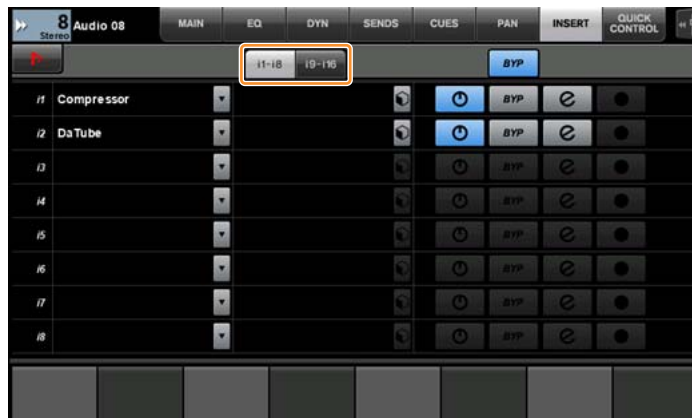 8 Audio 08 MAIN EQ DYN SENDS CUES PAN INSERT QUICK CONTROL
Stereo
i1-i8 i9-i16 BYP
i1 Compressor BYP e
i2 DaTube BYP e
i3 BYP e
i4 BYP e
i5 BYP e
i6 BYP e
i7 BYP e
i8 BYP e